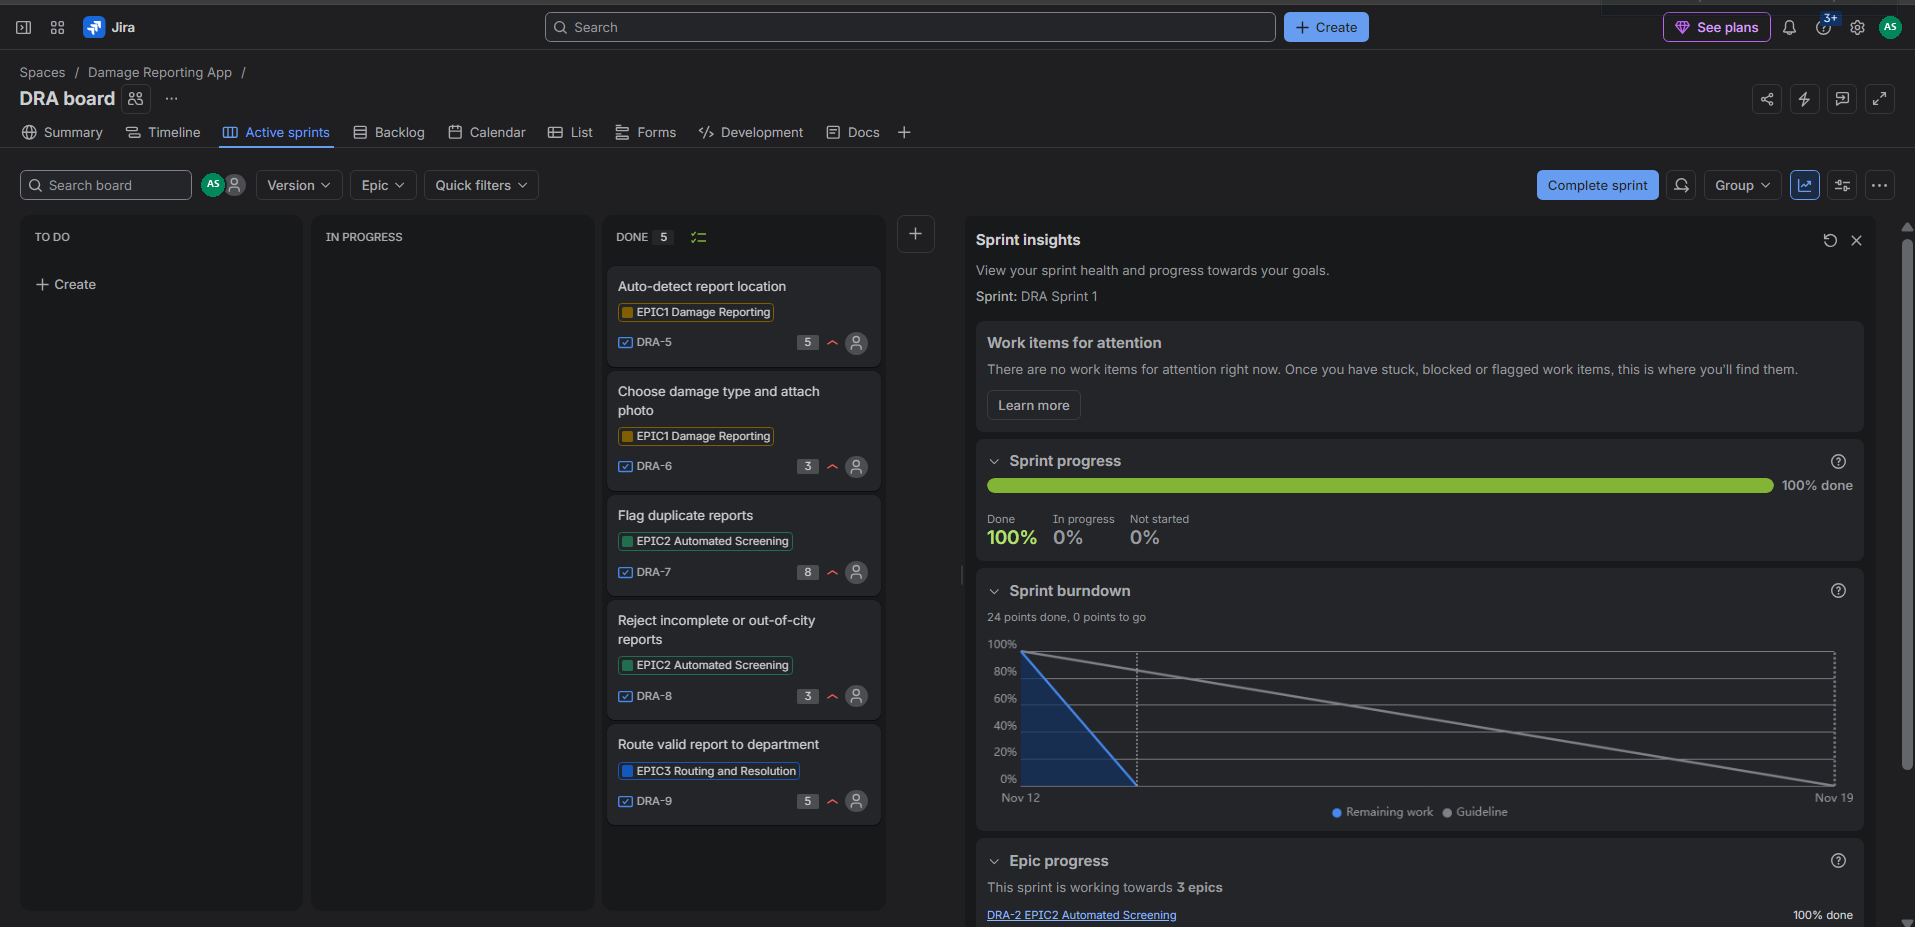 Jira
Search
Create
See plans
3+
AS
Spaces / Damage Reporting App /
DRA board
Summary
Timeline
Active sprints
Backlog
Calendar
List
Forms
Development
Docs
Search board
AS
Version
Epic
Quick filters
Complete sprint
Group
TO DO
Create
IN PROGRESS
DONE 5
Auto-detect report location
EPIC1 Damage Reporting
DRA-5
5
Choose damage type and attach
photo
EPIC1 Damage Reporting
DRA-6
3
Flag duplicate reports
EPIC2 Automated Screening
DRA-7
8
Reject incomplete or out-of-city
reports
EPIC2 Automated Screening
DRA-8
3
Route valid report to department
EPIC3 Routing and Resolution
DRA-9
5
Sprint insights
View your sprint health and progress towards your goals.
Sprint: DRA Sprint 1
Work items for attention
There are no work items for attention right now. Once you have stuck, blocked or flagged work items, this is where you'll find them.
Learn more
Sprint progress
100% done
Done
100%
In progress
0%
Not started
0%
Sprint burndown
24 points done, 0 points to go
100%
80%
60%
40%
20%
0%
Nov 12
Nov 19
Remaining work
Guideline
Epic progress
This sprint is working towards 3 epics
DRA-2 EPIC2 Automated Screening
100% done